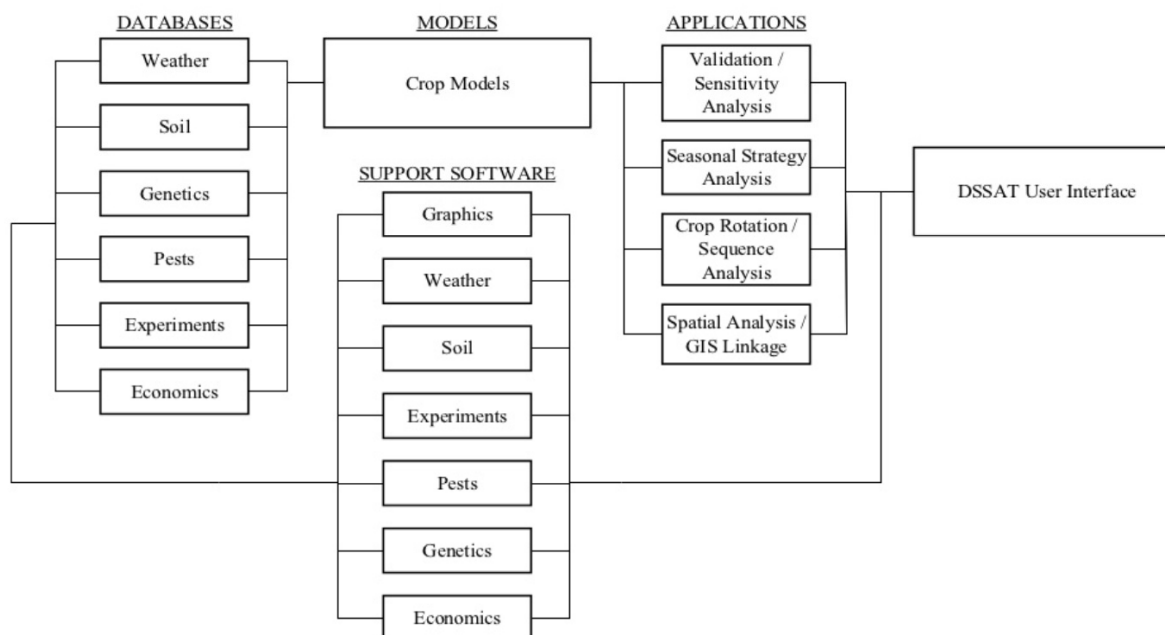 DATABASES
Weather
Soil
Genetics
Pests
Experiments
Economics
MODELS
Crop Models
SUPPORT SOFTWARE
Graphics
Weather
Soil
Experiments
Pests
Genetics
Economics
APPLICATIONS
Validation /
Sensitivity
Analysis
Seasonal Strategy
Analysis
Crop Rotation /
Sequence
Analysis
Spatial Analysis /
GIS Linkage
DSSAT User Interface